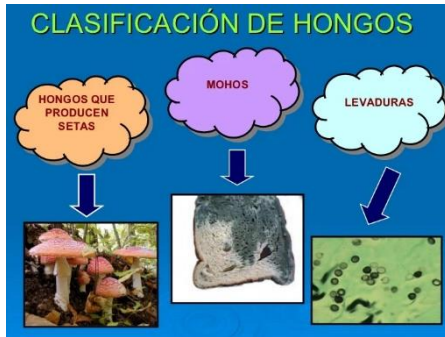 CLASIFICACIÓN DE HONGOS
HONGOS QUE
PRODUCEN
SETAS
MOHOS
LEVADURAS